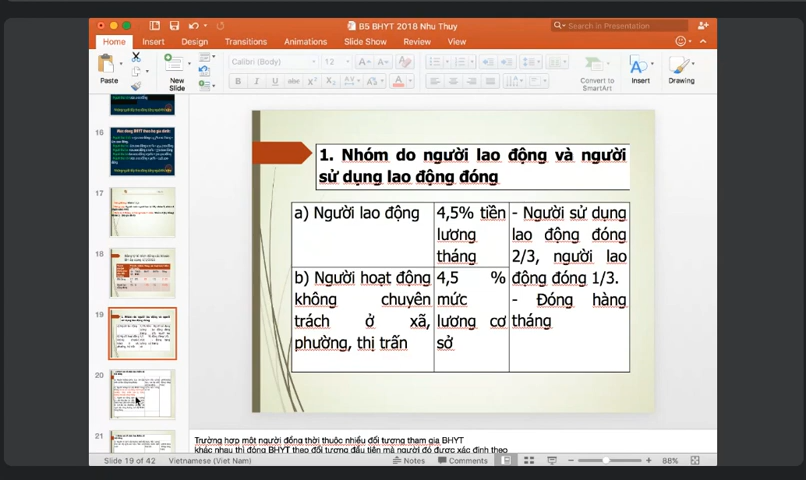 B5 BHYT 2018 Nhu Thuy
Search in Presentation
Home Insert Design Transitions Animations Slide Show Review View
Calibri (Body) 12
Paste New Slide Convert to SmartArt Insert Drawing
16
17
18
19
20
21
1. Nhóm do người lao động và người
sử dụng lao động đóng
a) Người lao động
4,5% tiền
lương
tháng
- Người sử dụng
lao động đóng
2/3, người lao
động đóng 1/3.
- Đóng hàng
tháng
b) Người hoạt động
không chuyên
trách ở xã,
phường, thị trấn
4,5 %
mức
lương cơ
sở
Trường hợp một người đồng thời thuộc nhiều đối tượng tham gia BHYT
khác nhau thì đóng BHYT theo đối tượng đầu tiên mà người đó được xác định theo
Slide 19 of 42 Vietnamese (Viet Nam) Notes Comments 88%